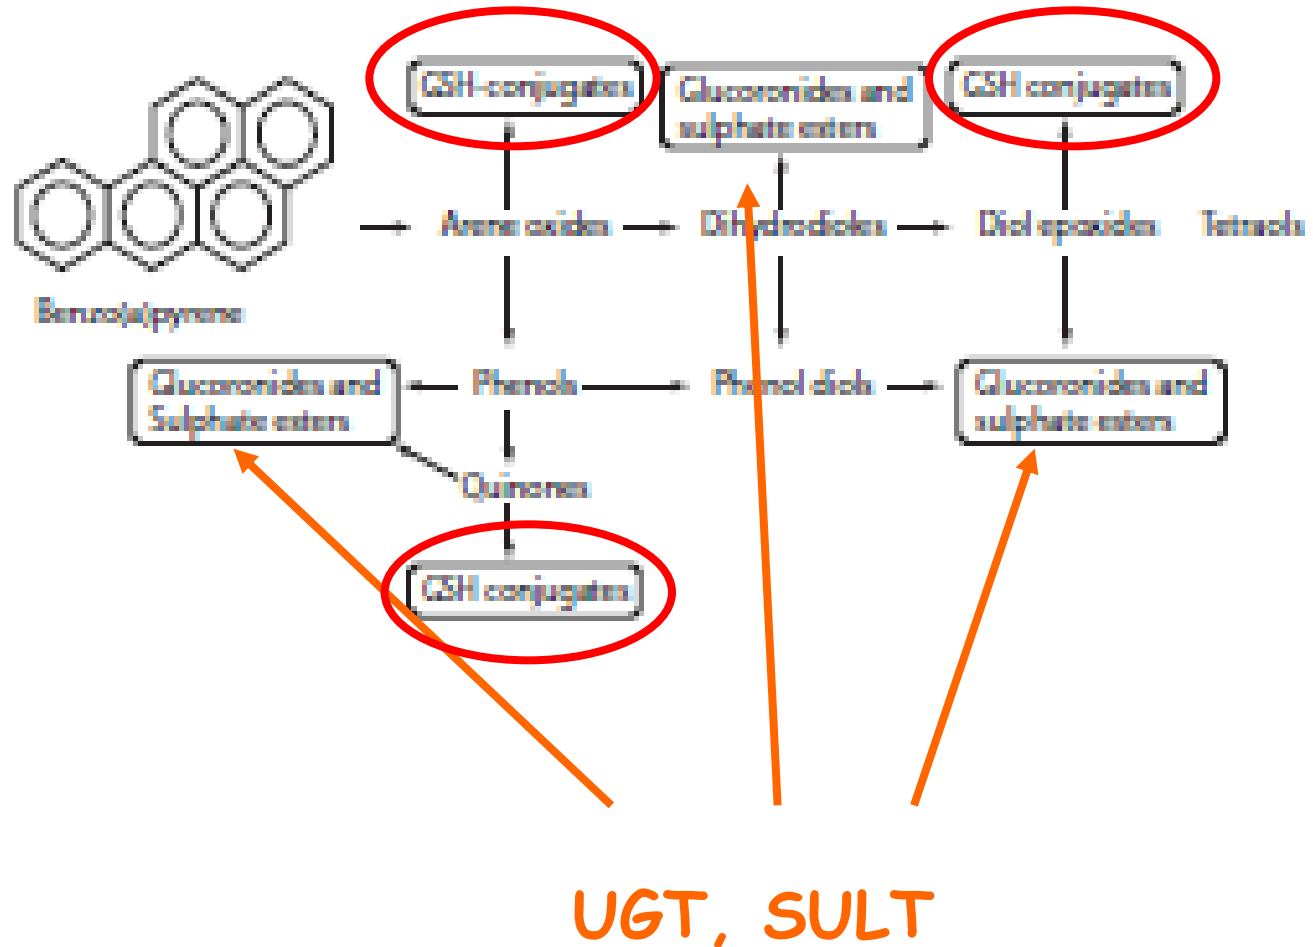 GSH-conjugates
Glucoronides and
sulphate esters
GSH conjugates
Arene oxides
Dihydrodioles
Diol epoxides
Tetraols
Benzo(a)pyrene
Glucoronides and
Sulphate esters
Phenols
Phenol diols
Glucoronides and
sulphate esters
Quinones
GSH conjugates
UGT, SULT